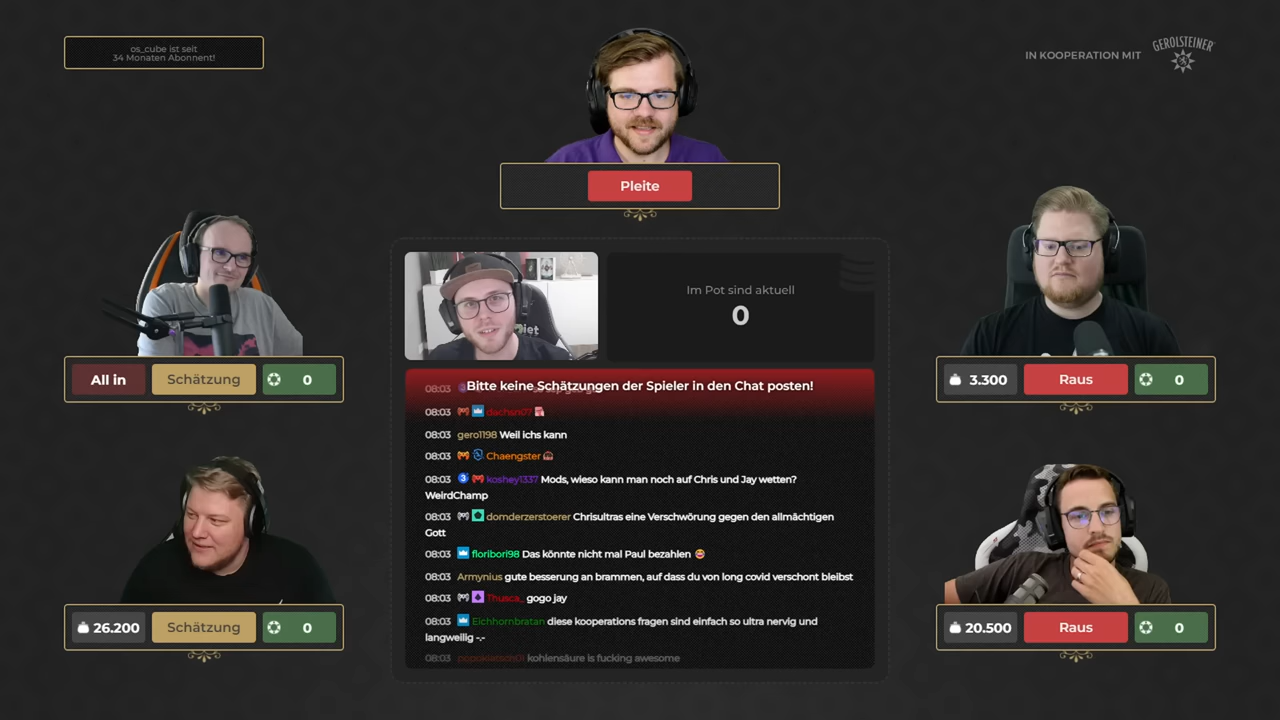 os_cube ist seit
34 Monaten Abonnent!
IN KOOPERATION MIT
GEROLSTEINER
Pleite
Im Pot sind aktuell
0
All in
Schätzung
0
3.300
Raus
0
Bitte keine Schätzungen der Spieler in den Chat posten!
08:03
08:03 dachsn07
08:03 gero1198 Weil ichs kann
08:03 Chaengster
08:03 koshey1337 Mods, wieso kann man noch auf Chris und Jay wetten?
WeirdChamp
08:03 domderzerstoerer Chrisultras eine Verschwörung gegen den allmächtigen
Gott
08:03 floribori98 Das könnte nicht mal Paul bezahlen 😂
08:03 Armynius gute besserung an brammen, auf dass du von long covid verschont bleibst
08:03 Thusca_ gogo jay
08:03 Eichhornbratan diese kooperations fragen sind einfach so ultra nervig und
langweilig -.-
08:03 kohlensäure is fucking awesome
26.200
Schätzung
0
20.500
Raus
0